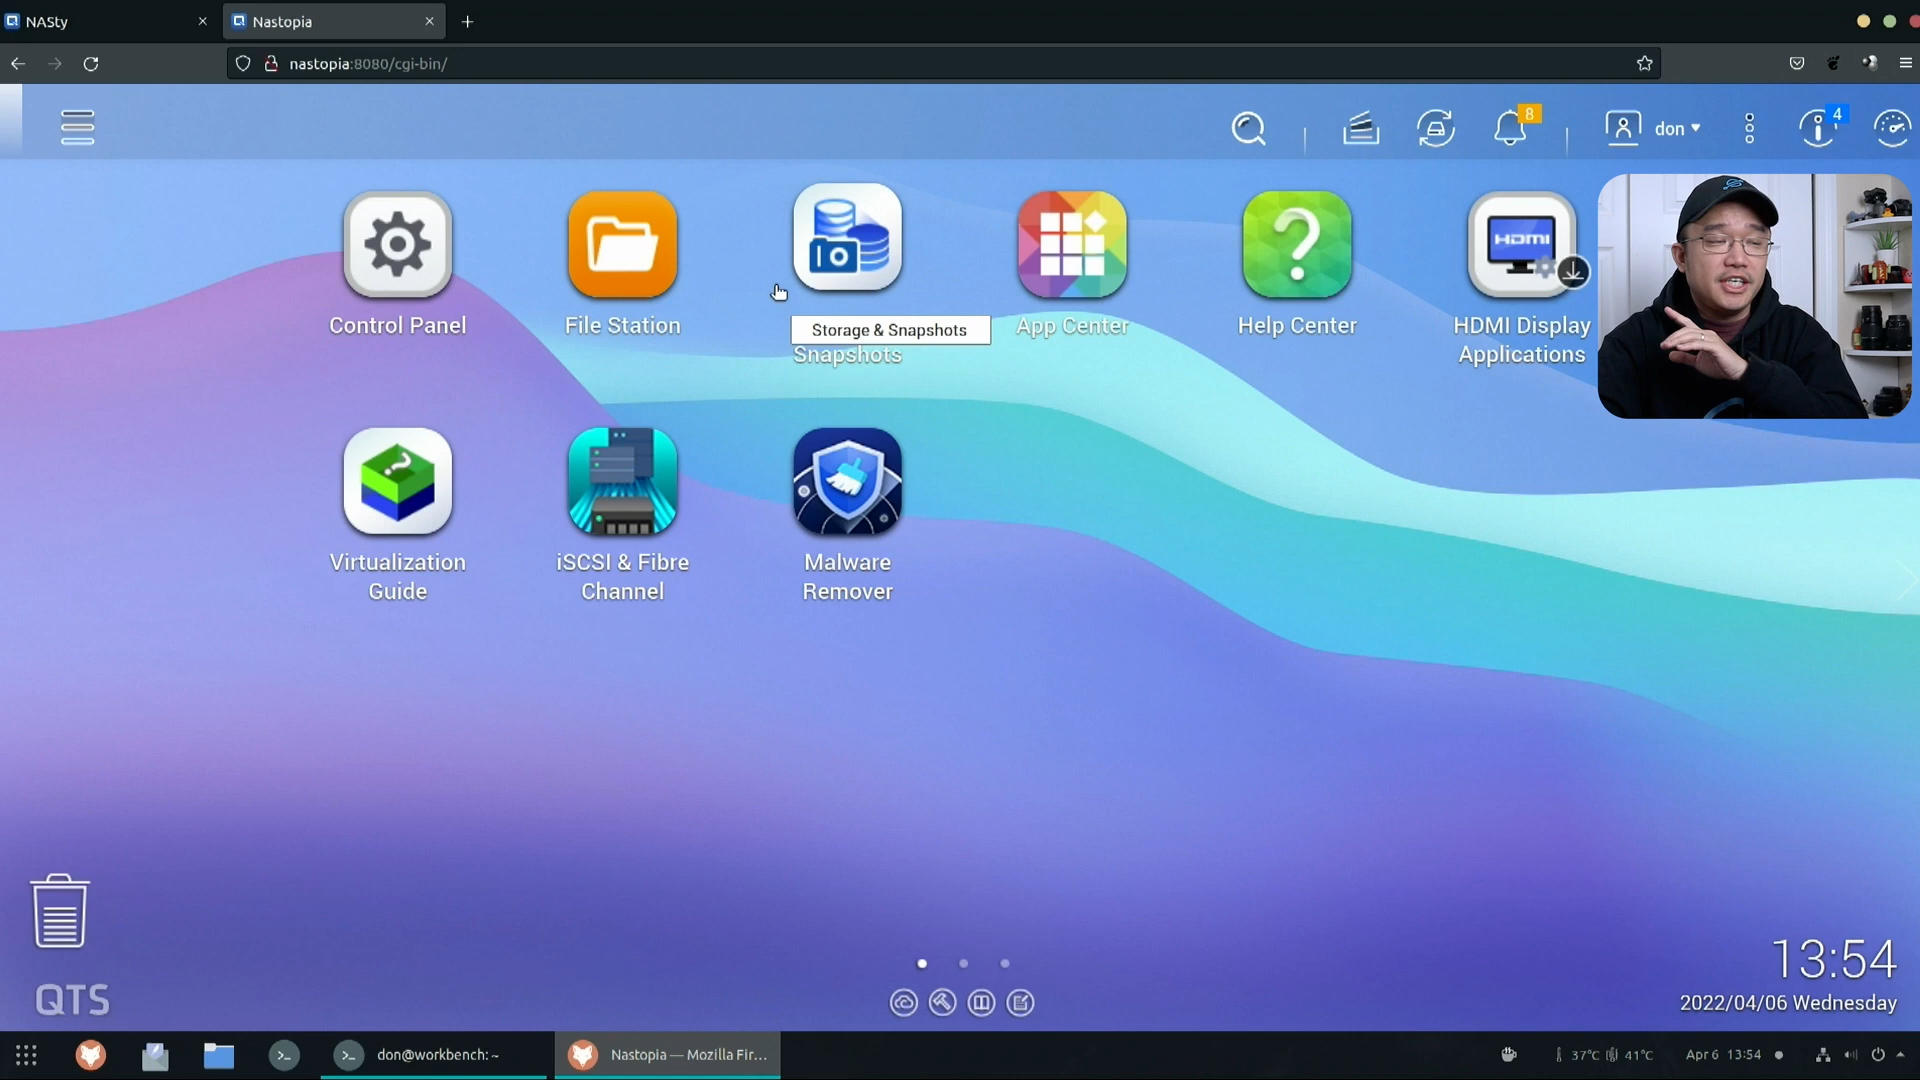 NASty
Nastopia
nastopia:8080/cgi-bin/
8
don
4
HDMI
Control Panel
File Station
Storage & Snapshots
Snapshots
App Center
Help Center
HDMI Display
Applications
Virtualization
Guide
iSCSI & Fibre
Channel
Malware
Remover
13:54
2022/04/06 Wednesday
QTS
don@workbench: ~
Nastopia — Mozilla Fir...
37°C
41°C
Apr 6 13:54